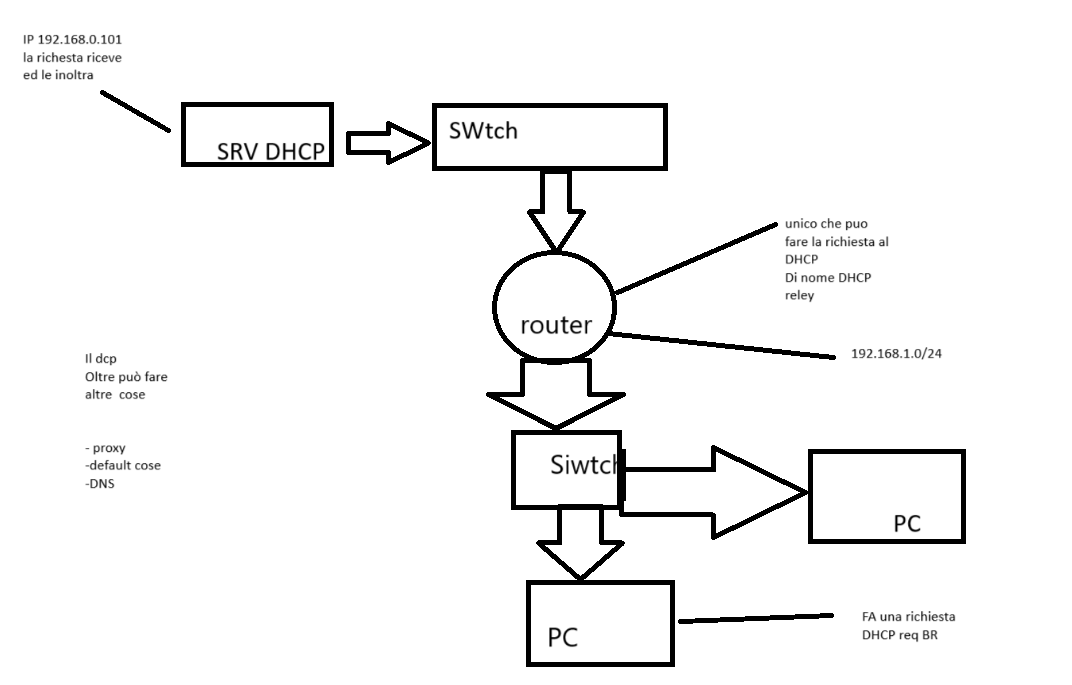 IP 192.168.0.101
la richesta riceve
ed le inoltra
SRV DHCP
SWtch
unico che puo
fare la richiesta al
DHCP
Di nome DHCP
reley
router
192.168.1.0/24
Il dcp
Oltre può fare
altre cose
- proxy
-default cose
-DNS
Siwtch
PC
PC
FA una richiesta
DHCP req BR